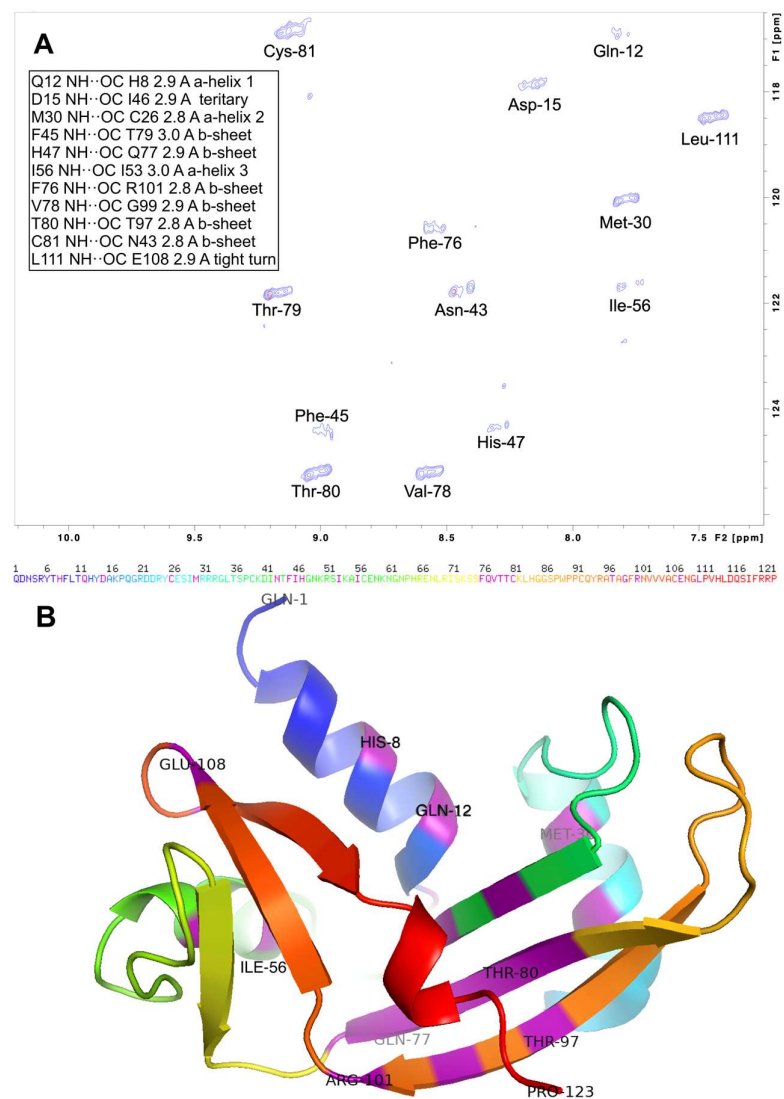 A
Cys-81
Gln-12
Q12 NH··OC H8 2.9 A a-helix 1
D15 NH··OC I46 2.9 A teritary
M30 NH··OC C26 2.8 A a-helix 2
F45 NH··OC T79 3.0 A b-sheet
H47 NH··OC Q77 2.9 A b-sheet
I56 NH··OC I53 3.0 A a-helix 3
F76 NH··OC R101 2.8 A b-sheet
V78 NH··OC G99 2.9 A b-sheet
T80 NH··OC T97 2.8 A b-sheet
C81 NH··OC N43 2.8 A b-sheet
L111 NH··OC E108 2.9 A tight turn
Asp-15
Leu-111
Met-30
Phe-76
Thr-79
Asn-43
Ile-56
Phe-45
His-47
Thr-80
Val-78
F1 [ppm]
118
120
122
124
10.0 9.5 9.0 8.5 8.0 7.5 F2 [ppm]
1 6 11 16 21 26 31 36 41 46 51 56 61 66 71 76 81 86 91 96 101 106 111 116 121
QDNSRYTHFLTQHYDAKPQGRDDRYCESIMRRRGLTSPCKDINTFIHGNKRSIKAICENKNGNPHRENLRISKSSFQVTTCKLHGGSPWPPCQYRATAGFRNVVVACENGLPVHLDQSIFRRP
B
GLN-1
HIS-8
GLU-108
GLN-12
MET-30
ILE-56
THR-80
GLN-77
THR-97
ARG-101
PRO-123